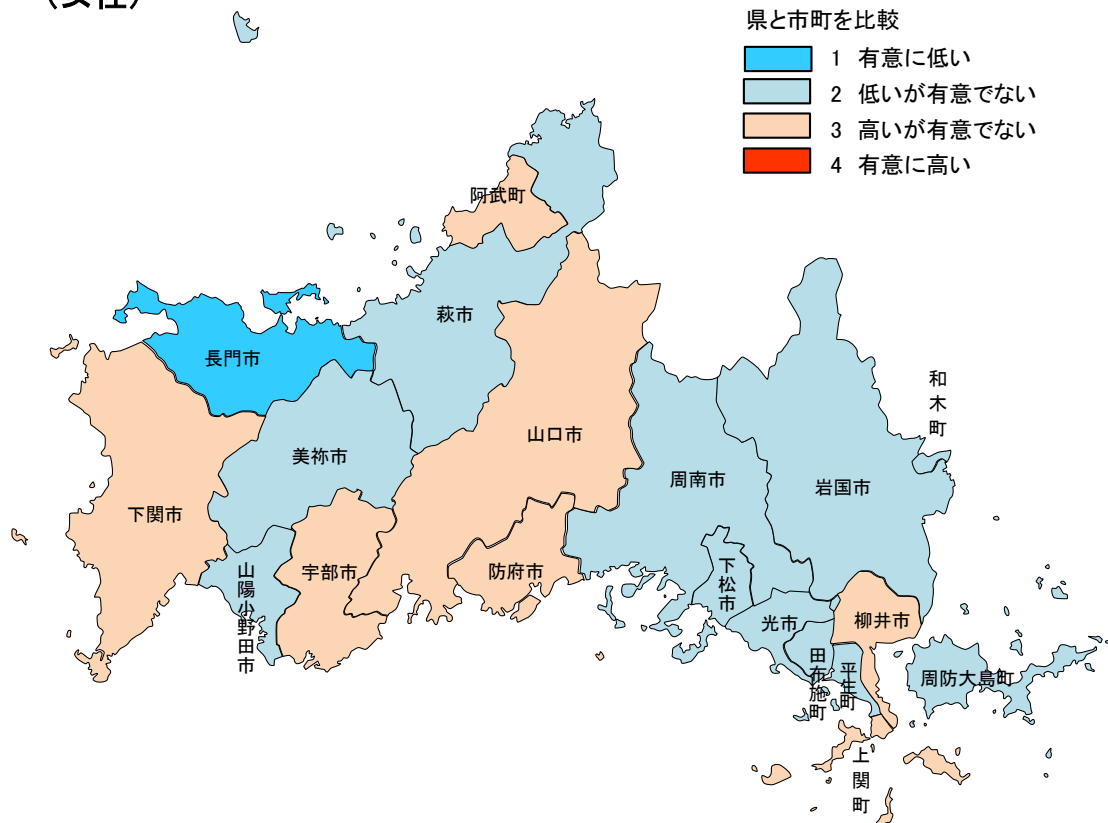 （女性）
県と市町を比較
1 有意に低い
2 低いが有意でない
3 高いが有意でない
4 有意に高い
阿武町
萩市
長門市
和木町
山口市
美祢市
周南市
岩国市
下関市
宇部市
防府市
山陽小野田市
下松市
光市
柳井市
田布施町
平生町
周防大島町
上関町